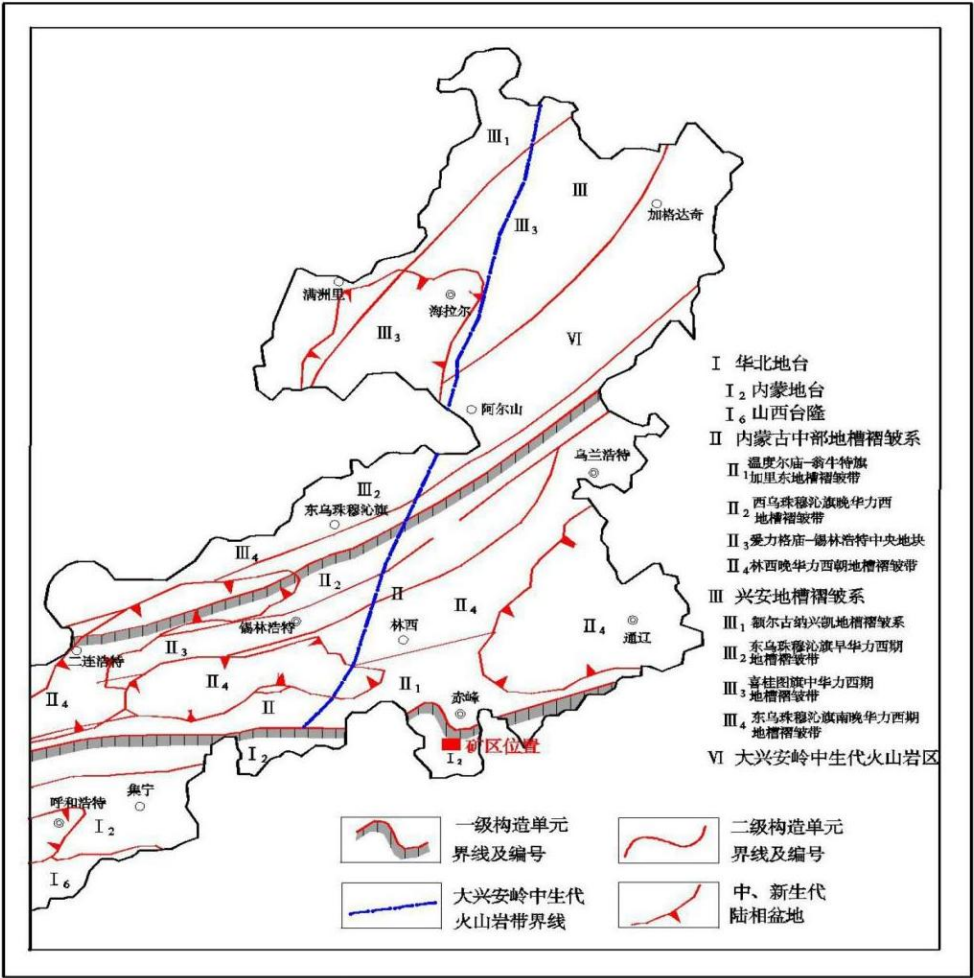 Ⅲ1
Ⅲ
加格达奇
Ⅲ3
满洲里
海拉尔
Ⅲ3
Ⅵ
阿尔山
乌兰浩特
Ⅲ2
东乌珠穆沁旗
Ⅲ4
Ⅱ2
Ⅱ
Ⅱ4
锡林浩特
林西
Ⅱ4
通辽
二连浩特
Ⅱ3
Ⅱ4
Ⅱ4
Ⅱ1
Ⅱ
赤峰
矿区位置
Ⅰ2
Ⅰ2
呼和浩特
集宁
Ⅰ2
Ⅰ6
Ⅰ 华北地台
Ⅰ2 内蒙地台
Ⅰ6 山西台隆
Ⅱ 内蒙古中部地槽褶皱系
Ⅱ1 温度尔庙-翁牛特旗
加里东地槽褶皱带
Ⅱ2 西乌珠穆沁旗晚华力西
地槽褶皱带
Ⅱ3 爱力格庙-锡林浩特中央地块
Ⅱ4 林西晚华力西朝地槽褶皱带
Ⅲ 兴安地槽褶皱系
Ⅲ1 额尔古纳兴凯地槽褶皱系
Ⅲ2 东乌珠穆沁旗早华力西期
地槽褶皱带
Ⅲ3 喜桂图旗中华力西期
地槽褶皱带
Ⅲ4 东乌珠穆沁旗南晚华力西期
地槽褶皱带
Ⅵ 大兴安岭中生代火山岩区
一级构造单元
界线及编号
二级构造单元
界线及编号
大兴安岭中生代
火山岩带界线
中、新生代
陆相盆地